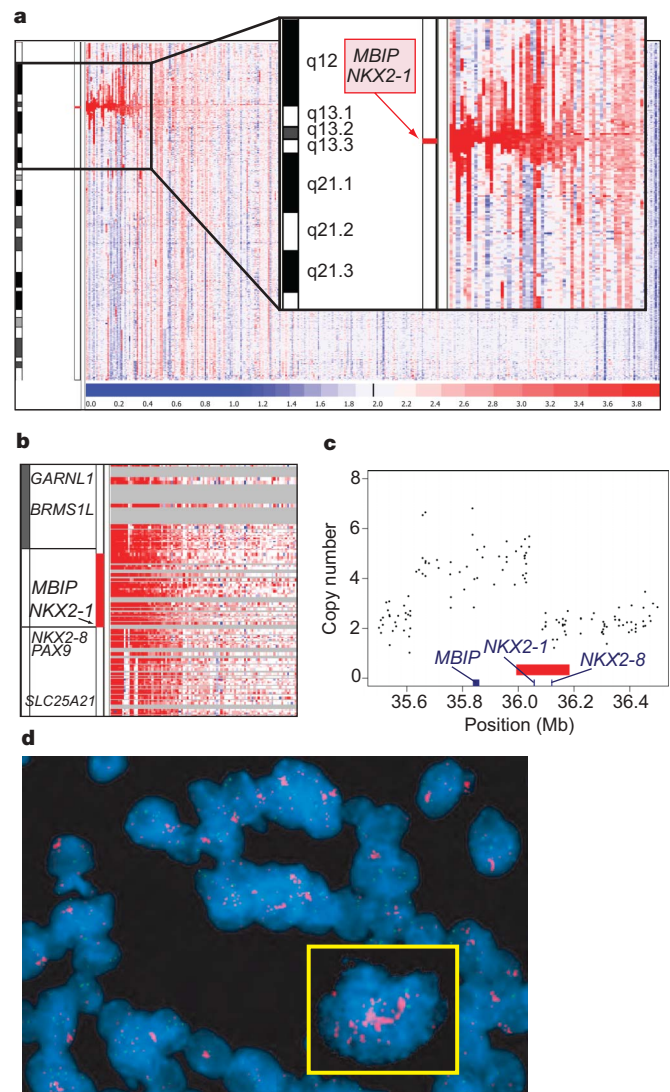 a
q12
MBIP
NKX2-1
q13.1
q13.2
q13.3
q21.1
q21.2
q21.3
0.0 0.2 0.4 0.6 0.8 1.0 1.2 1.4 1.6 1.8 2.0 2.2 2.4 2.6 2.8 3.0 3.2 3.4 3.6 3.8
b
GARNL1
BRMS1L
MBIP
NKX2-1
NKX2-8
PAX9
SLC25A21
c
Copy number
8
6
4
2
0
MBIP
NKX2-1
NKX2-8
35.6 35.8 36.0 36.2 36.4
Position (Mb)
d